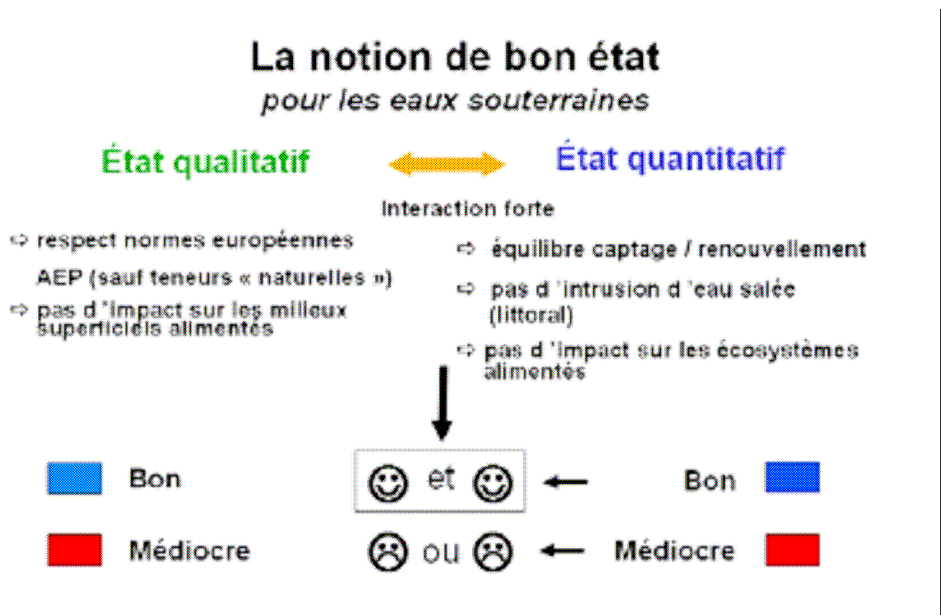 La notion de bon état
pour les eaux souterraines
État qualitatif
État quantitatif
Interaction forte
⇨ respect normes européennes
AEP (sauf teneurs « naturelles »)
⇨ pas d 'impact sur les milieux
superficiels alimentés
⇨ équilibre captage / renouvellement
⇨ pas d 'intrusion d 'eau salée
(littoral)
⇨ pas d 'impact sur les écosystèmes
alimentés
Bon
et
Bon
Médiocre
ou
Médiocre